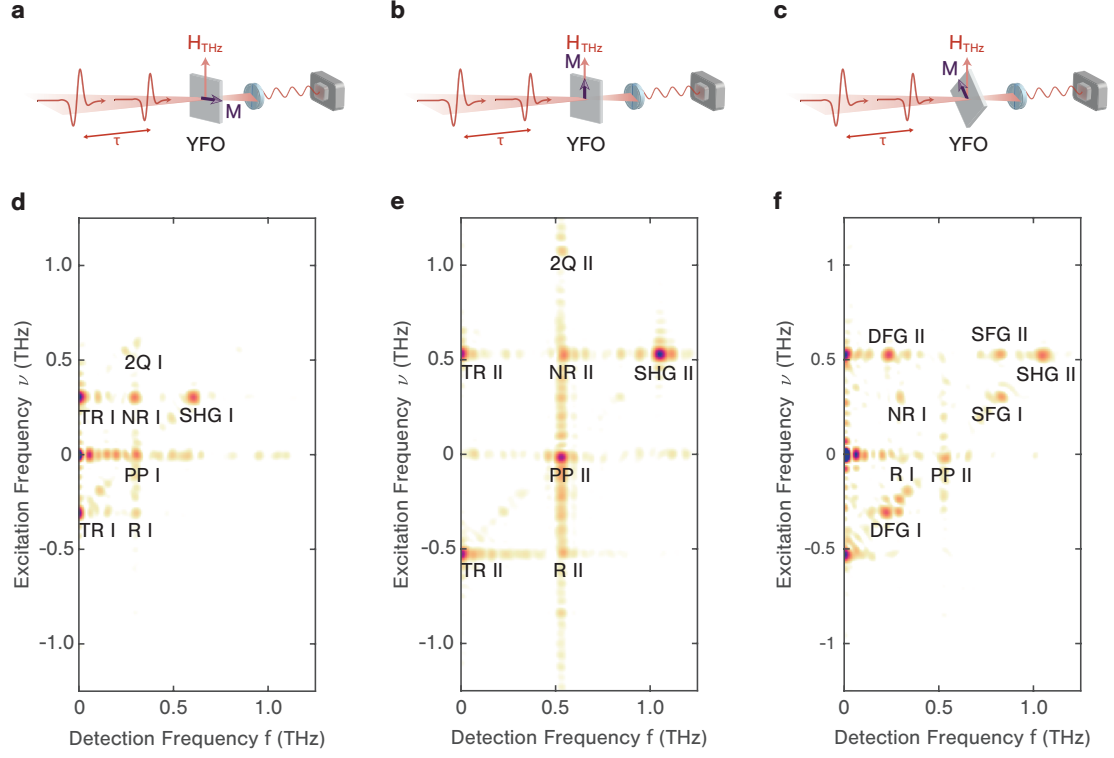 a
H_THz
M
τ
YFO
b
H_THz
M
τ
YFO
c
H_THz
M
τ
YFO
d
Excitation Frequency ν (THz)
1.0
0.5
0
-0.5
-1.0
2Q I
TR I NR I SHG I
PP I
TR I R I
0 0.5 1.0
Detection Frequency f (THz)
e
Excitation Frequency ν (THz)
1.0
0.5
0
-0.5
-1.0
2Q II
TR II NR II SHG II
PP II
TR II R II
0 0.5 1.0
Detection Frequency f (THz)
f
Excitation Frequency ν (THz)
1
0.5
0
-0.5
-1
DFG II SFG II
SHG II
NR I SFG I
R I PP II
DFG I
0 0.5 1.0
Detection Frequency f (THz)